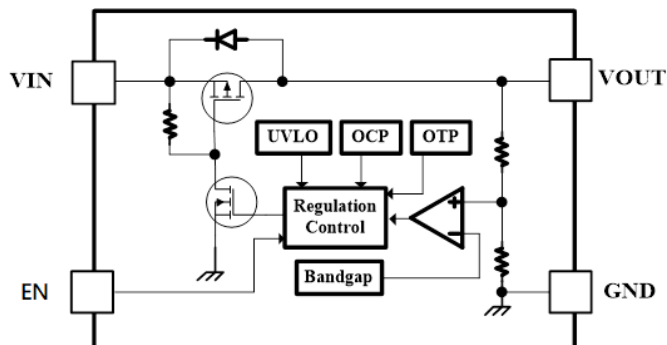 VIN
VOUT
UVLO
OCP
OTP
Regulation
Control
+
−
Bandgap
EN
GND